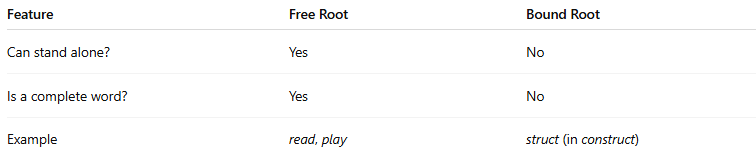 Feature Free Root Bound Root
Can stand alone? Yes No
Is a complete word? Yes No
Example read, play struct (in construct)